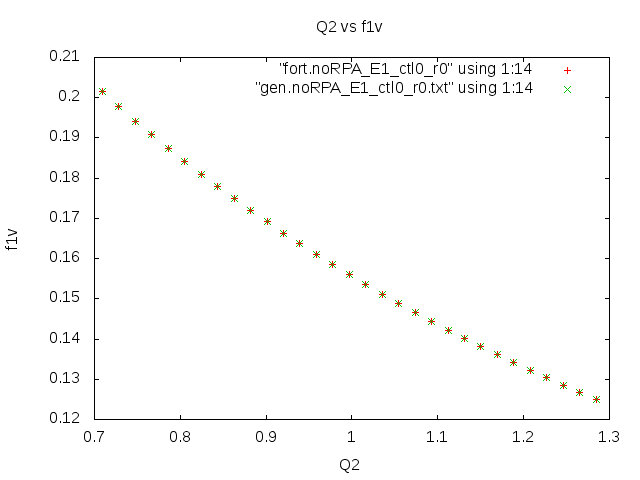 Q2 vs f1v
"fort.noRPA_E1_ctl0_r0" using 1:14
"gen.noRPA_E1_ctl0_r0.txt" using 1:14
0.21
0.2
0.19
0.18
0.17
0.16
0.15
0.14
0.13
0.12
f1v
0.7 0.8 0.9 1 1.1 1.2 1.3
Q2